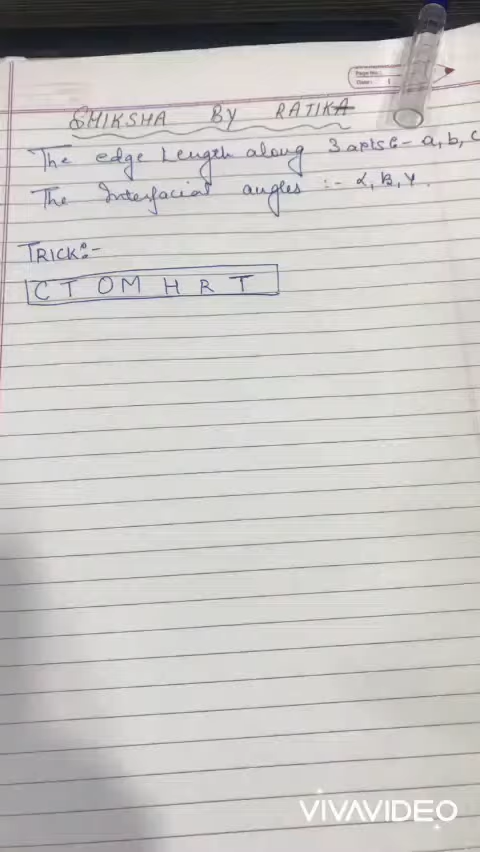 SHIKSHA BY RATIKA
The edge Length along 3 axis :- a, b, c
The Interfacial angles :- α, B, γ.
TRICK:-
C T O M H R T
VIVAVIDEO